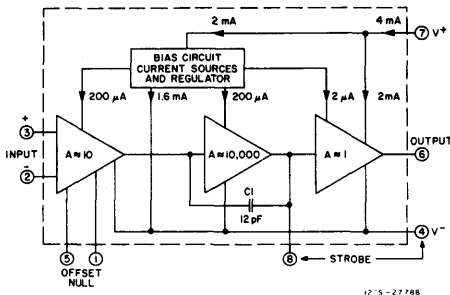 2 mA
4 mA
7 V+
BIAS CIRCUIT
CURRENT SOURCES
AND REGULATOR
200 µA
1.6mA
200 µA
2 µA
2mA
+
3
INPUT
-
2
A ≈ 10
A ≈ 10,000
A ≈ 1
OUTPUT
6
C1
12 pF
4 V-
5
1
OFFSET
NULL
8
STROBE